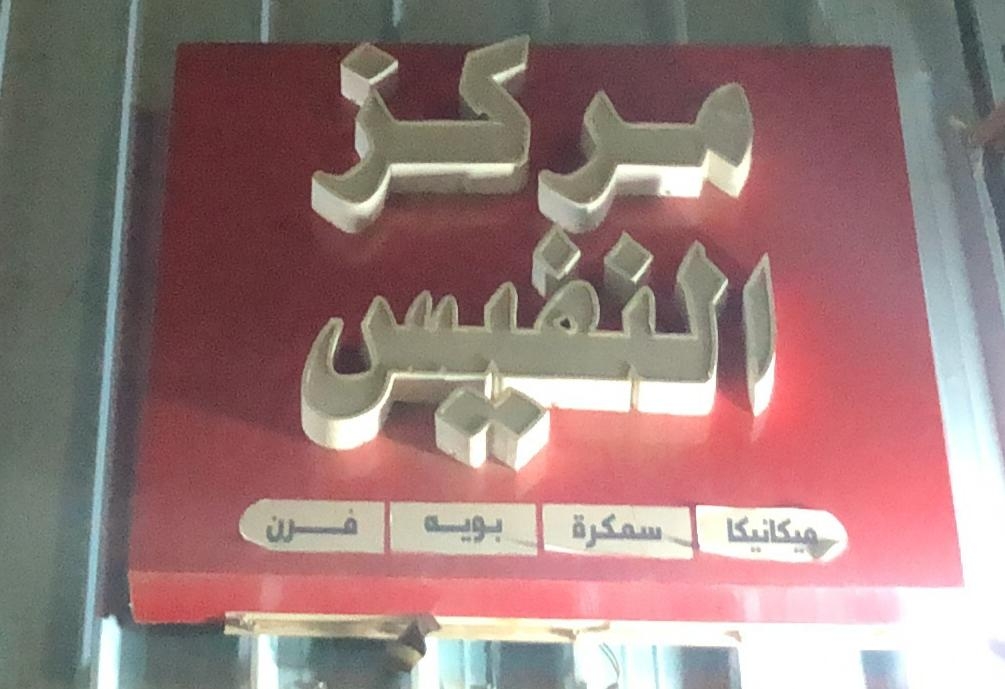 مركز
النفيس
ميكانيكا سمكرة بويه فرن